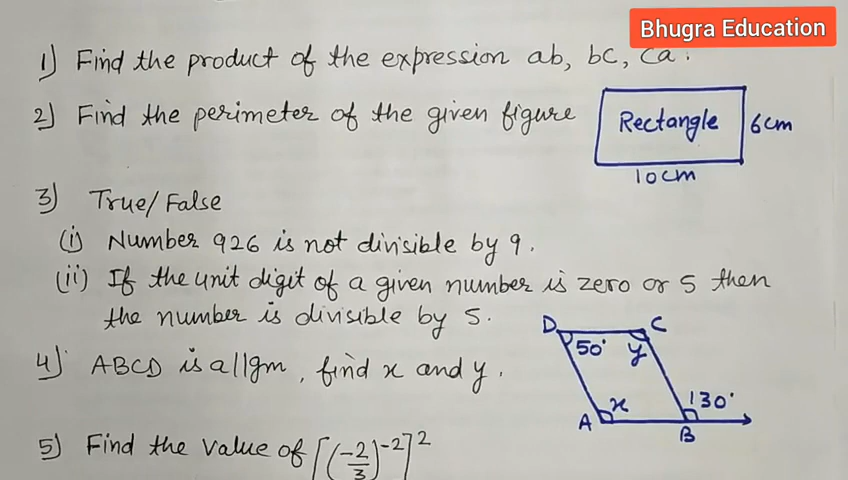 Bhugra Education
1) Find the product of the expression ab, bc, ca.
2) Find the perimeter of the given figure
Rectangle
6cm
10cm
3) True/False
(i) Number 926 is not divisible by 9.
(ii) If the unit digit of a given number is zero or 5 then
the number is divisible by 5.
4) ABCD is a ||gm, find x and y.
D C
50° y
x 130°
A B
5) Find the value of [(-2/3)^-2]^2